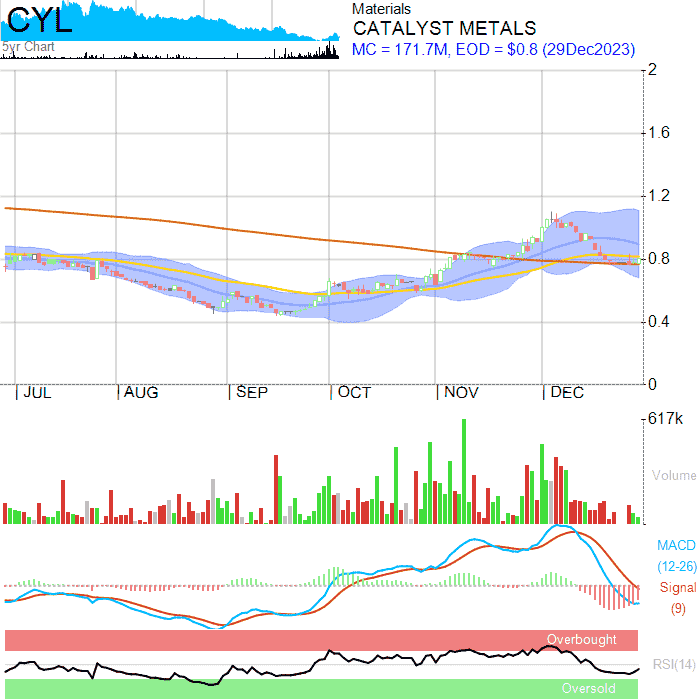 CYL
5yr Chart
Materials
CATALYST METALS
MC = 171.7M, EOD = $0.8 (29Dec2023)
2
1.6
1.2
0.8
0.4
0
JUL AUG SEP OCT NOV DEC
617k
Volume
MACD
(12-26)
Signal
(9)
Overbought
RSI(14)
Oversold